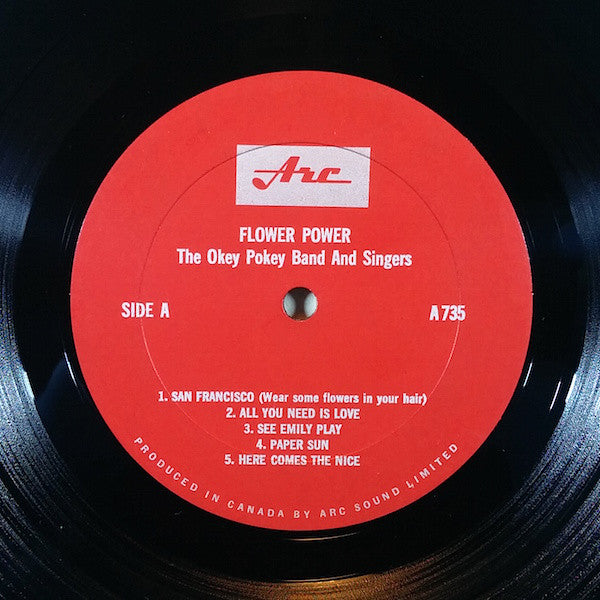 Arc
FLOWER POWER
The Okey Pokey Band And Singers
SIDE A
A 735
1. SAN FRANCISCO (Wear some flowers in your hair)
2. ALL YOU NEED IS LOVE
3. SEE EMILY PLAY
4. PAPER SUN
5. HERE COMES THE NICE
PRODUCED IN CANADA BY ARC SOUND LIMITED